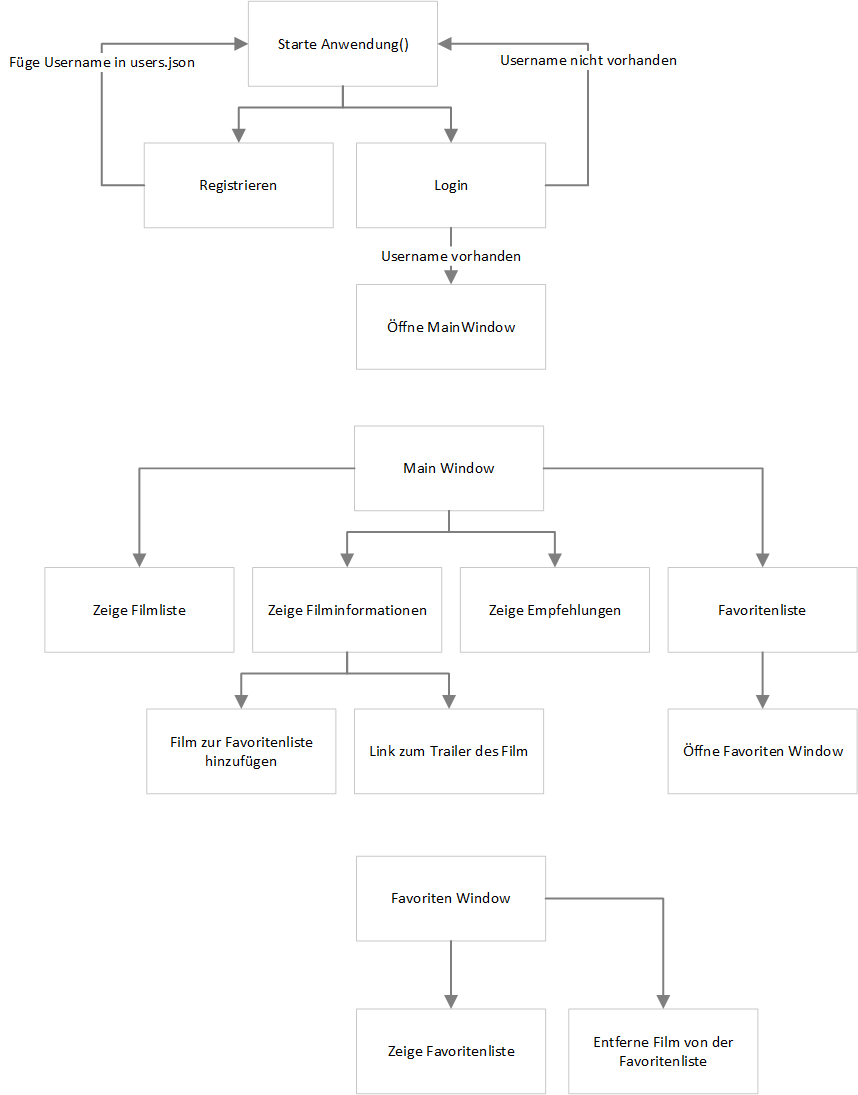 Starte Anwendung()
Füge Username in users.json
Username nicht vorhanden
Registrieren
Login
Username vorhanden
Öffne MainWindow
Main Window
Zeige Filmliste
Zeige Filminformationen
Zeige Empfehlungen
Favoritenliste
Film zur Favoritenliste
hinzufügen
Link zum Trailer des Film
Öffne Favoriten Window
Favoriten Window
Zeige Favoritenliste
Entferne Film von der
Favoritenliste